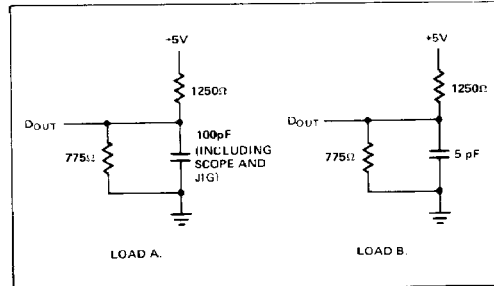 +5V
1250Ω
DOUT
775Ω
100pF
(INCLUDING
SCOPE AND
JIG)
LOAD A.
+5V
1250Ω
DOUT
775Ω
5 pF
LOAD B.